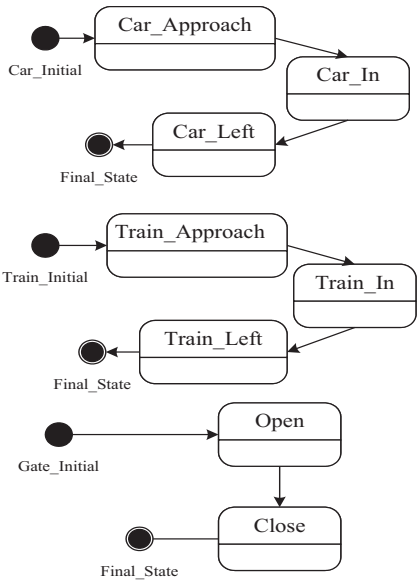 Car_Approach
Car_Initial
Car_In
Car_Left
Final_State
Train_Approach
Train_Initial
Train_In
Train_Left
Final_State
Open
Gate_Initial
Close
Final_State